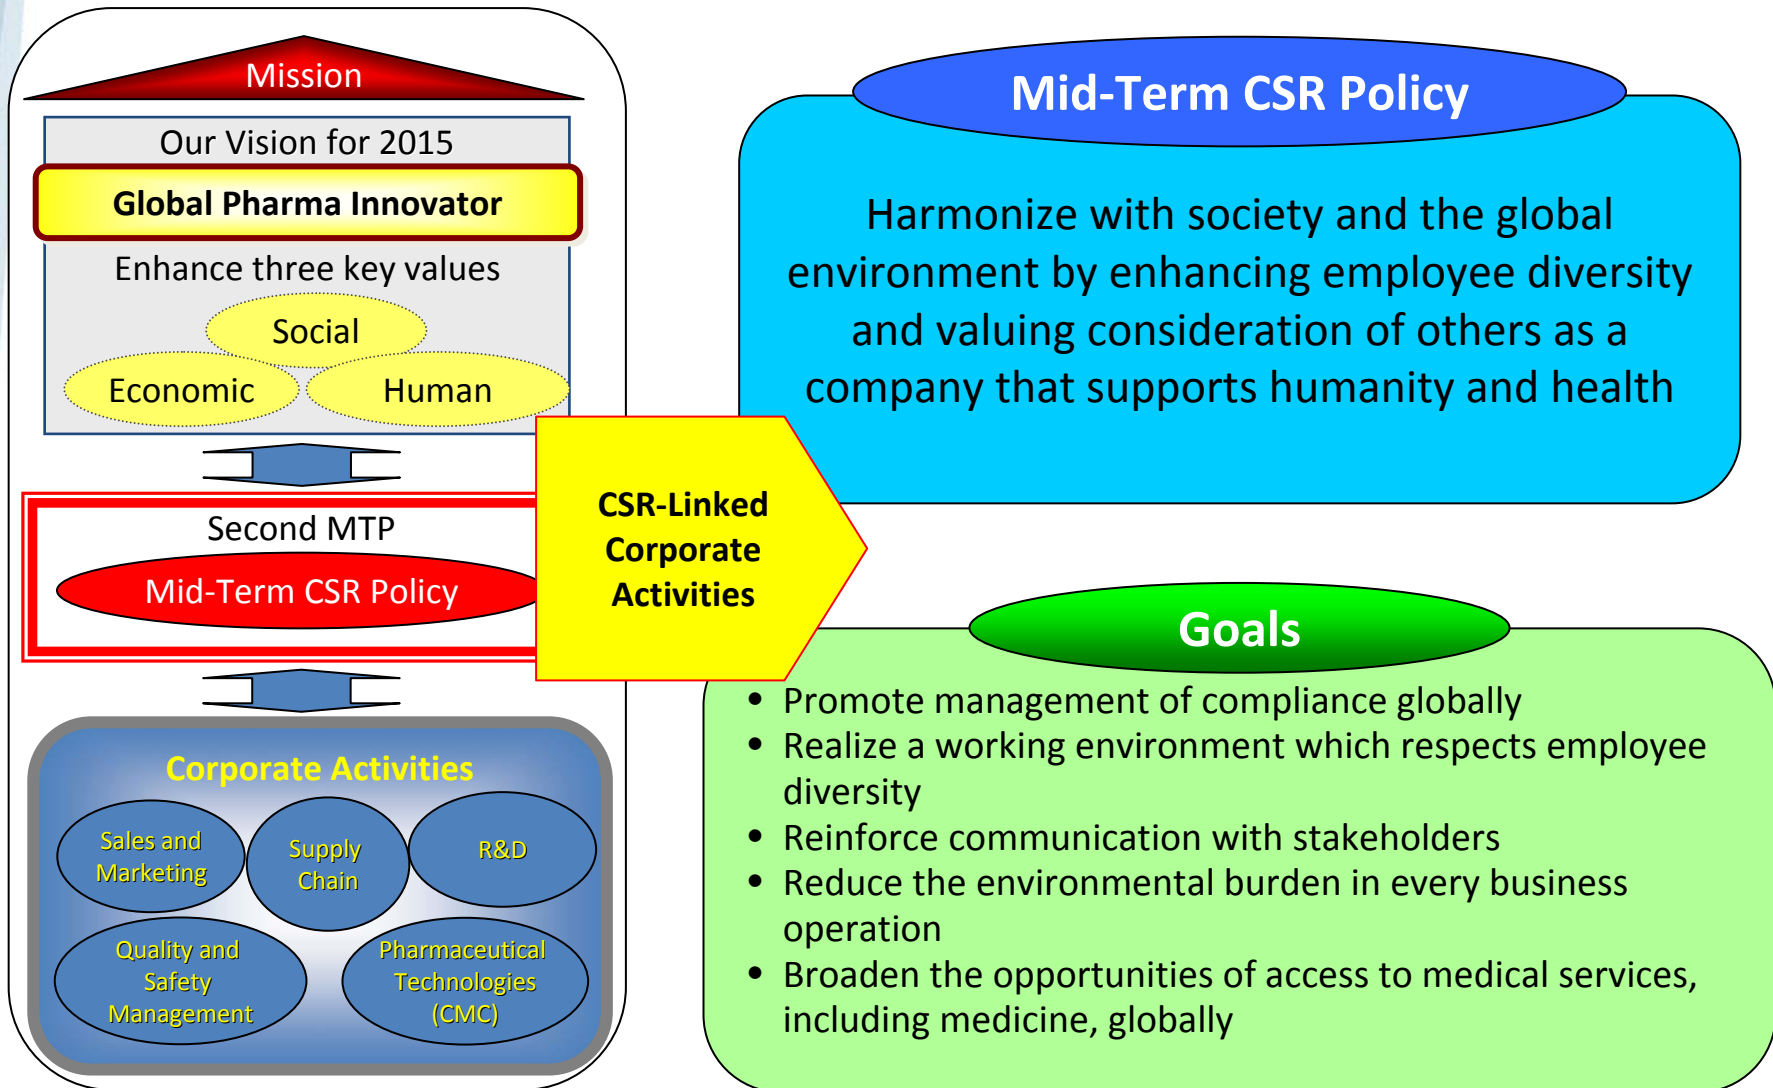 Mission
Our Vision for 2015
Global Pharma Innovator
Enhance three key values
Social
Economic
Human
Second MTP
Mid-Term CSR Policy
Corporate Activities
Sales and
Marketing
Supply
Chain
R&D
Quality and
Safety
Management
Pharmaceutical
Technologies
(CMC)
CSR-Linked
Corporate
Activities
Mid-Term CSR Policy
Harmonize with society and the global
environment by enhancing employee diversity
and valuing consideration of others as a
company that supports humanity and health
Goals
• Promote management of compliance globally
• Realize a working environment which respects employee
diversity
• Reinforce communication with stakeholders
• Reduce the environmental burden in every business
operation
• Broaden the opportunities of access to medical services,
including medicine, globally